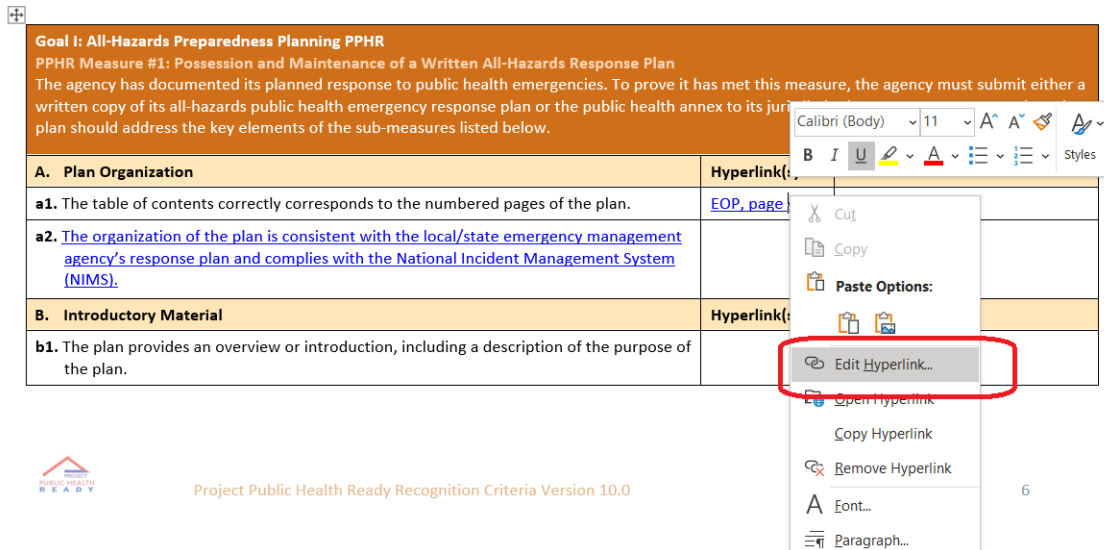 Goal I: All-Hazards Preparedness Planning PPHR
PPHR Measure #1: Possession and Maintenance of a Written All-Hazards Response Plan
The agency has documented its planned response to public health emergencies. To prove it has met this measure, the agency must submit either a
written copy of its all-hazards public health emergency response plan or the public health annex to its
plan should address the key elements of the sub-measures listed below.
Calibri (Body) 11
B I U A Styles
A. Plan Organization Hyperlink(s)
a1. The table of contents correctly corresponds to the numbered pages of the plan. EOP, page
a2. The organization of the plan is consistent with the local/state emergency management
agency's response plan and complies with the National Incident Management System
(NIMS).
B. Introductory Material Hyperlink(s
b1. The plan provides an overview or introduction, including a description of the purpose of
the plan.
Cut
Copy
Paste Options:
Edit Hyperlink...
Open Hyperlink
Copy Hyperlink
Remove Hyperlink
Font...
Paragraph...
PROJECT
PUBLIC HEALTH
READY
Project Public Health Ready Recognition Criteria Version 10.0
6